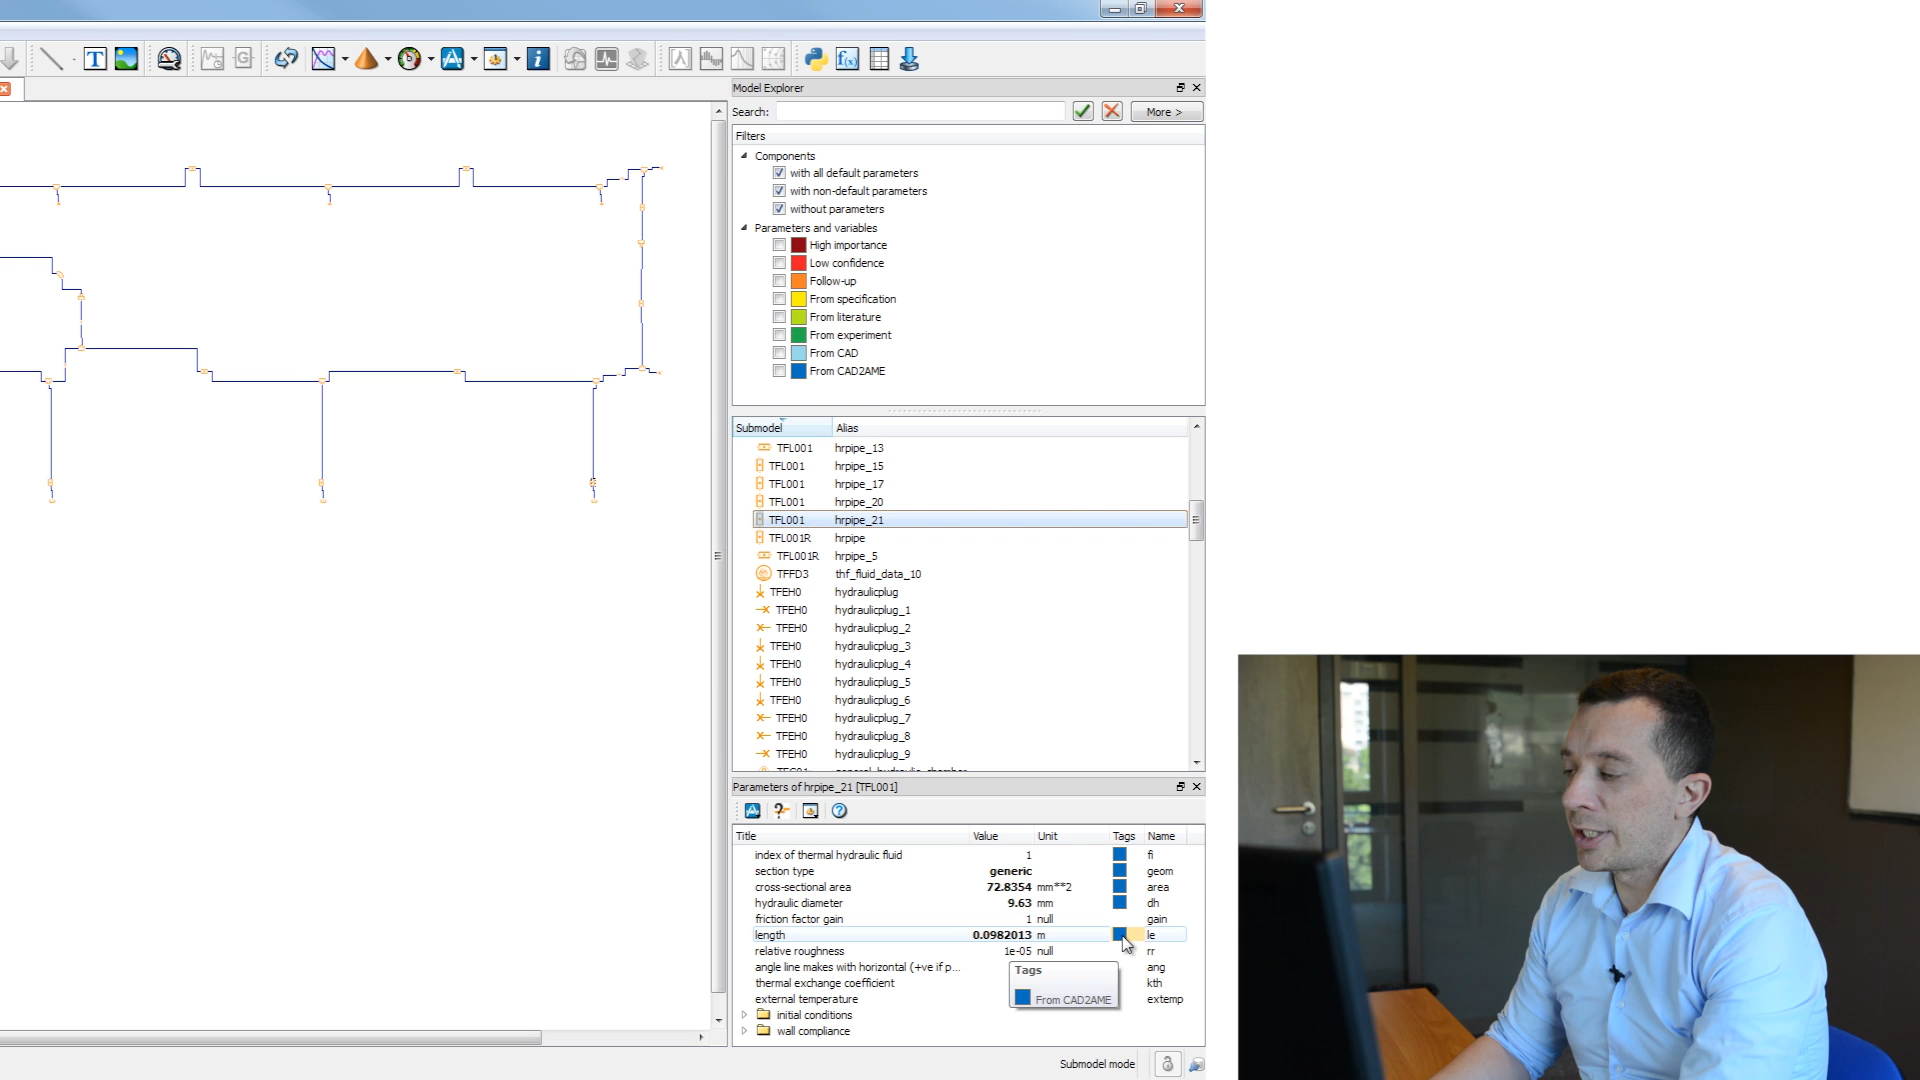 T
A
i
G
f(x)
Model Explorer
Search:
More >
Filters
Components
with all default parameters
with non-default parameters
without parameters
Parameters and variables
High importance
Low confidence
Follow-up
From specification
From literature
From experiment
From CAD
From CAD2AME
Submodel Alias
TFL001 hrpipe_13
TFL001 hrpipe_15
TFL001 hrpipe_17
TFL001 hrpipe_20
TFL001 hrpipe_21
TFL001R hrpipe
TFL001R hrpipe_5
TFFD3 thf_fluid_data_10
TFEH0 hydraulicplug
TFEH0 hydraulicplug_1
TFEH0 hydraulicplug_2
TFEH0 hydraulicplug_3
TFEH0 hydraulicplug_4
TFEH0 hydraulicplug_5
TFEH0 hydraulicplug_6
TFEH0 hydraulicplug_7
TFEH0 hydraulicplug_8
TFEH0 hydraulicplug_9
Parameters of hrpipe_21 [TFL001]
Title Value Unit Tags Name
index of thermal hydraulic fluid 1 fi
section type generic geom
cross-sectional area 72.8354 mm**2 area
hydraulic diameter 9.63 mm dh
friction factor gain 1 null gain
length 0.0982013 m le
relative roughness 1e-05 null rr
angle line makes with horizontal (+ve if p... ang
thermal exchange coefficient kth
external temperature extemp
Tags
From CAD2AME
initial conditions
wall compliance
Submodel mode